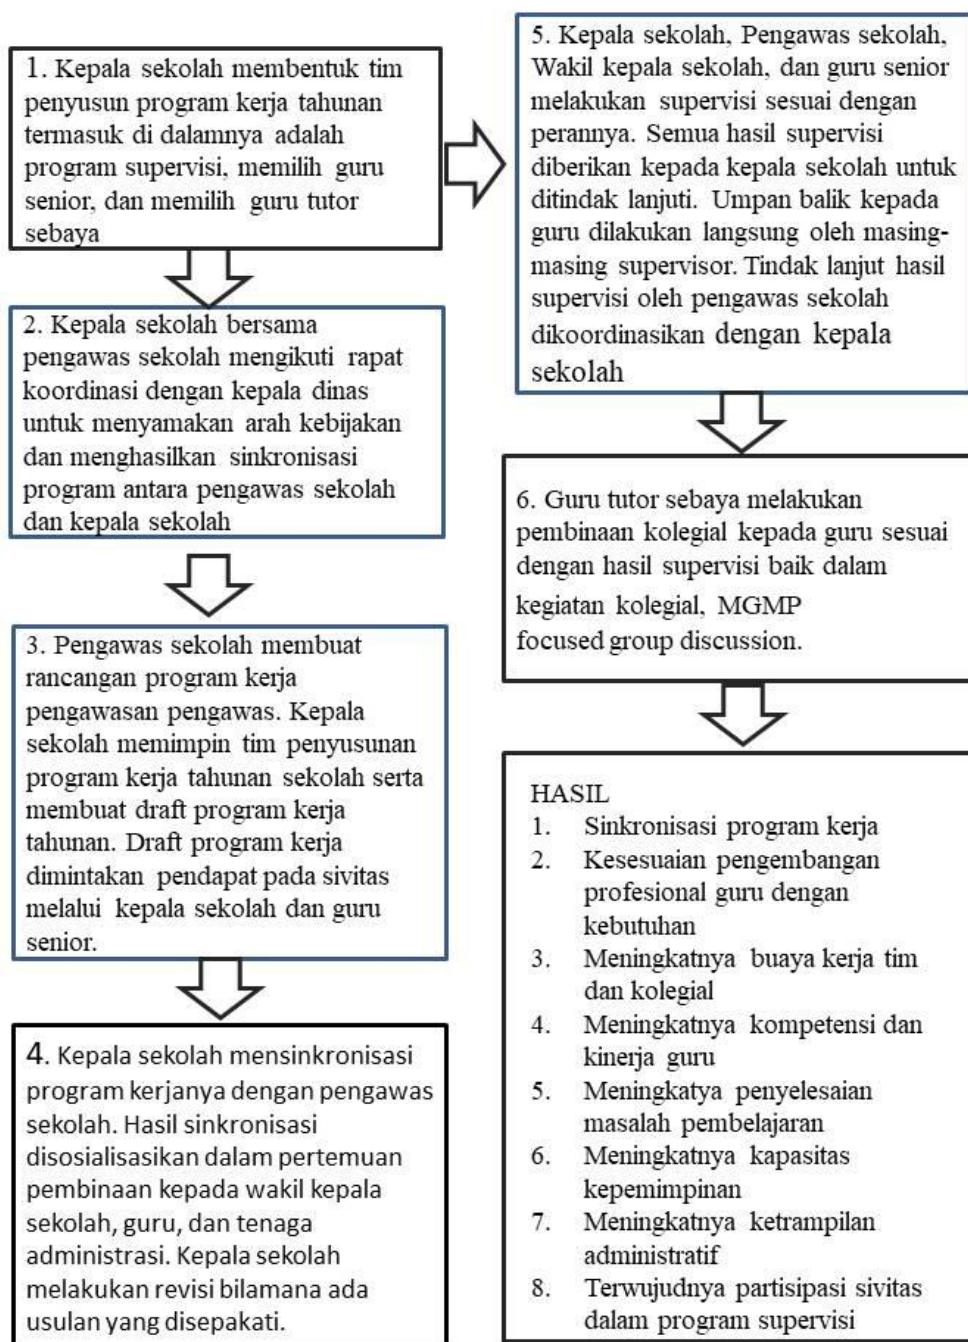 1. Kepala sekolah membentuk tim
penyusun program kerja tahunan
termasuk di dalamnya adalah
program supervisi, memilih guru
senior, dan memilih guru tutor
sebaya
2. Kepala sekolah bersama
pengawas sekolah mengikuti rapat
koordinasi dengan kepala dinas
untuk menyamakan arah kebijakan
dan menghasilkan sinkronisasi
program antara pengawas sekolah
dan kepala sekolah
3. Pengawas sekolah membuat
rancangan program kerja
pengawasan pengawas. Kepala
sekolah memimpin tim penyusunan
program kerja tahunan sekolah serta
membuat draft program kerja
tahunan. Draft program kerja
dimintakan pendapat pada sivitas
melalui kepala sekolah dan guru
senior.
4. Kepala sekolah mensinkronisasi
program kerjanya dengan pengawas
sekolah. Hasil sinkronisasi
disosialisasikan dalam pertemuan
pembinaan kepada wakil kepala
sekolah, guru, dan tenaga
administrasi. Kepala sekolah
melakukan revisi bilamana ada
usulan yang disepakati.
5. Kepala sekolah, Pengawas sekolah,
Wakil kepala sekolah, dan guru senior
melakukan supervisi sesuai dengan
perannya. Semua hasil supervisi
diberikan kepada kepala sekolah untuk
ditindak lanjuti. Umpan balik kepada
guru dilakukan langsung oleh masing-
masing supervisor. Tindak lanjut hasil
supervisi oleh pengawas sekolah
dikoordinasikan dengan kepala
sekolah
6. Guru tutor sebaya melakukan
pembinaan kolegial kepada guru sesuai
dengan hasil supervisi baik dalam
kegiatan kolegial, MGMP
focused group discussion.
HASIL
1. Sinkronisasi program kerja
2. Kesesuaian pengembangan
profesional guru dengan
kebutuhan
3. Meningkatnya buaya kerja tim
dan kolegial
4. Meningkatnya kompetensi dan
kinerja guru
5. Meningkatya penyelesaian
masalah pembelajaran
6. Meningkatnya kapasitas
kepemimpinan
7. Meningkatnya ketrampilan
administratif
8. Terwujudnya partisipasi sivitas
dalam program supervisi